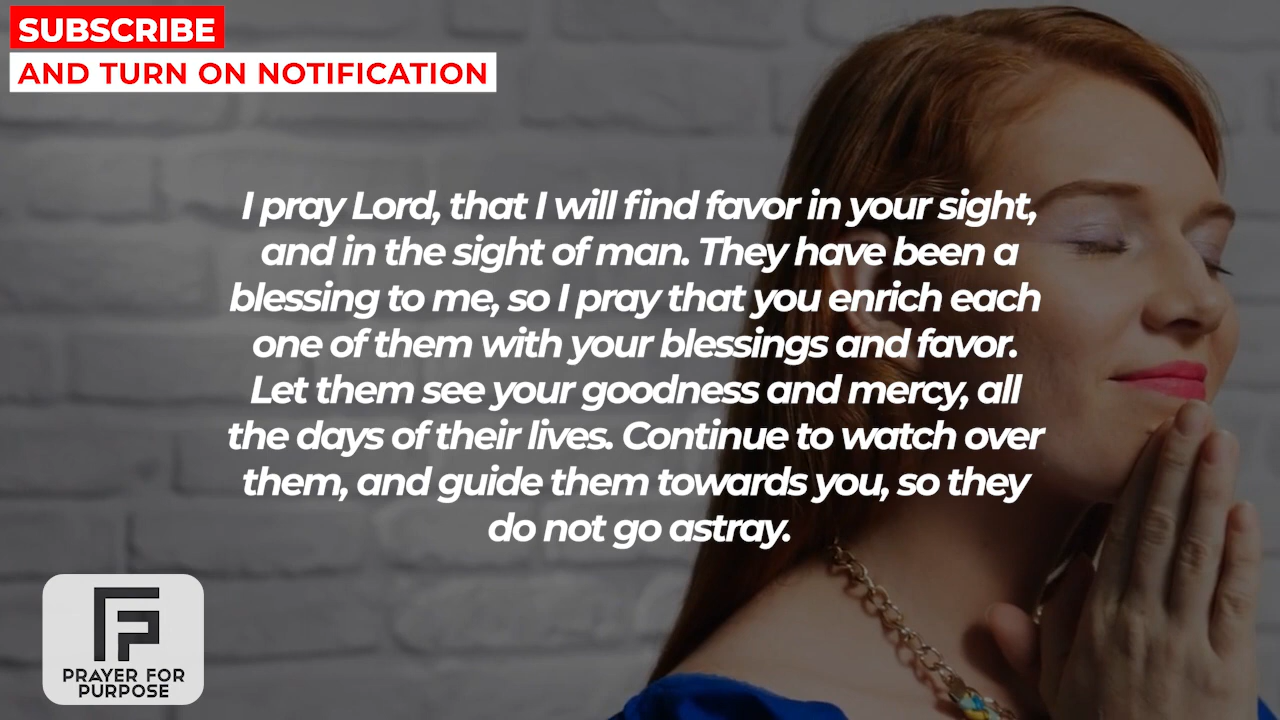 SUBSCRIBE
AND TURN ON NOTIFICATION
I pray Lord, that I will find favor in your sight,
and in the sight of man. They have been a
blessing to me, so I pray that you enrich each
one of them with your blessings and favor.
Let them see your goodness and mercy, all
the days of their lives. Continue to watch over
them, and guide them towards you, so they
do not go astray.
PRAYER FOR
PURPOSE